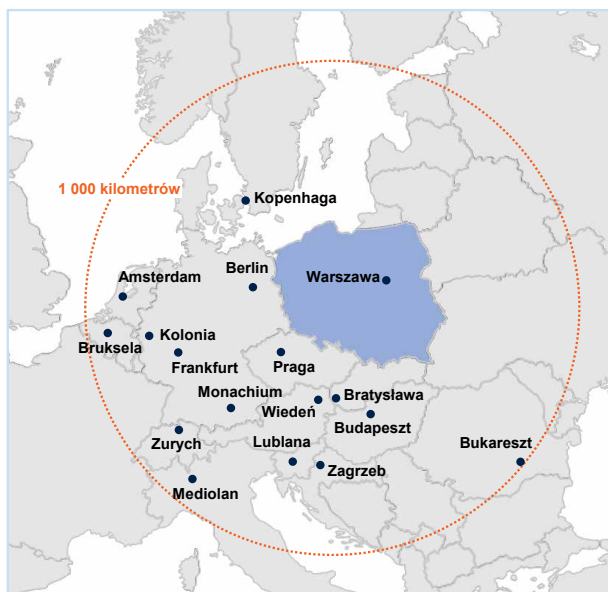 1 000 kilometrów
Kopenhaga
Amsterdam
Berlin
Warszawa
Bruksela
Kolonia
Frankfurt
Praga
Monachium
Wiedeń
Bratysława
Budapeszt
Zurych
Lublana
Bukareszt
Zagrzeb
Mediolan